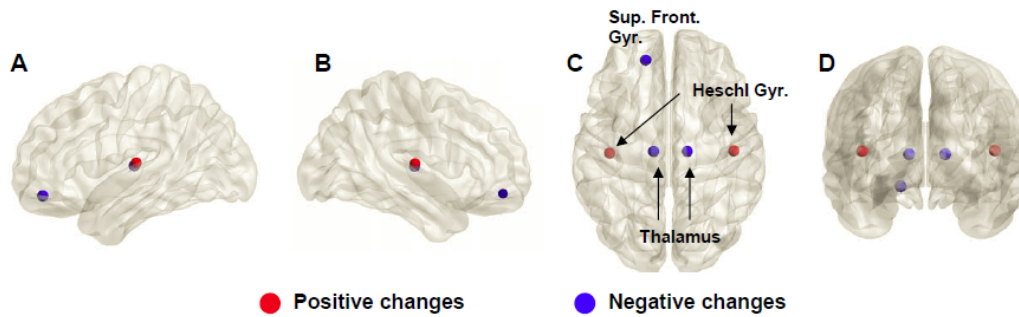 Sup. Front.
Gyr.
A
B
C
D
Heschl Gyr.
Thalamus
Positive changes
Negative changes